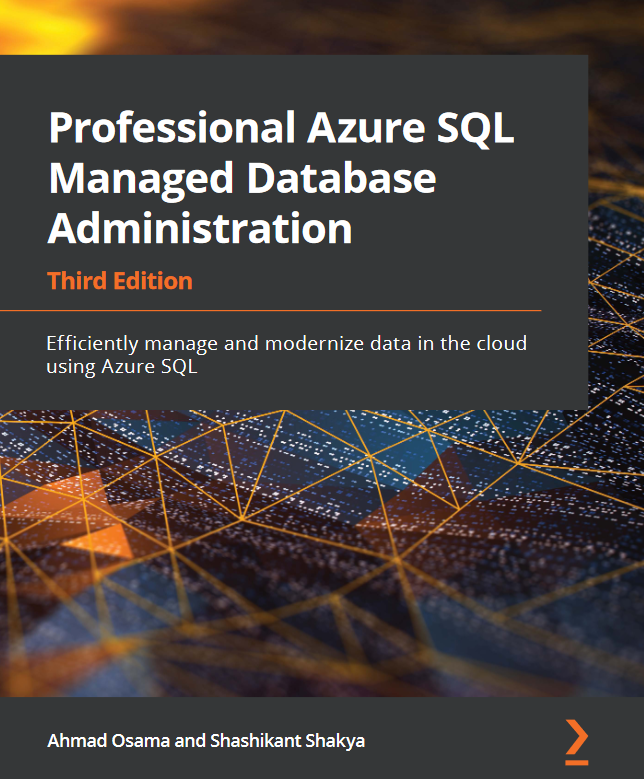 Professional Azure SQL
Managed Database
Administration
Third Edition
Efficiently manage and modernize data in the cloud
using Azure SQL
Ahmad Osama and Shashikant Shakya